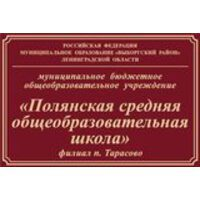 РОССИЙСКАЯ ФЕДЕРАЦИЯ
МУНИЦИПАЛЬНОЕ ОБРАЗОВАНИЕ «ВЫБОРГСКИЙ РАЙОН»
ЛЕНИНГРАДСКОЙ ОБЛАСТИ
муниципальное бюджетное
общеобразовательное учреждение
«Полянская средняя
общеобразовательная
школа»
филиал п. Тарасово